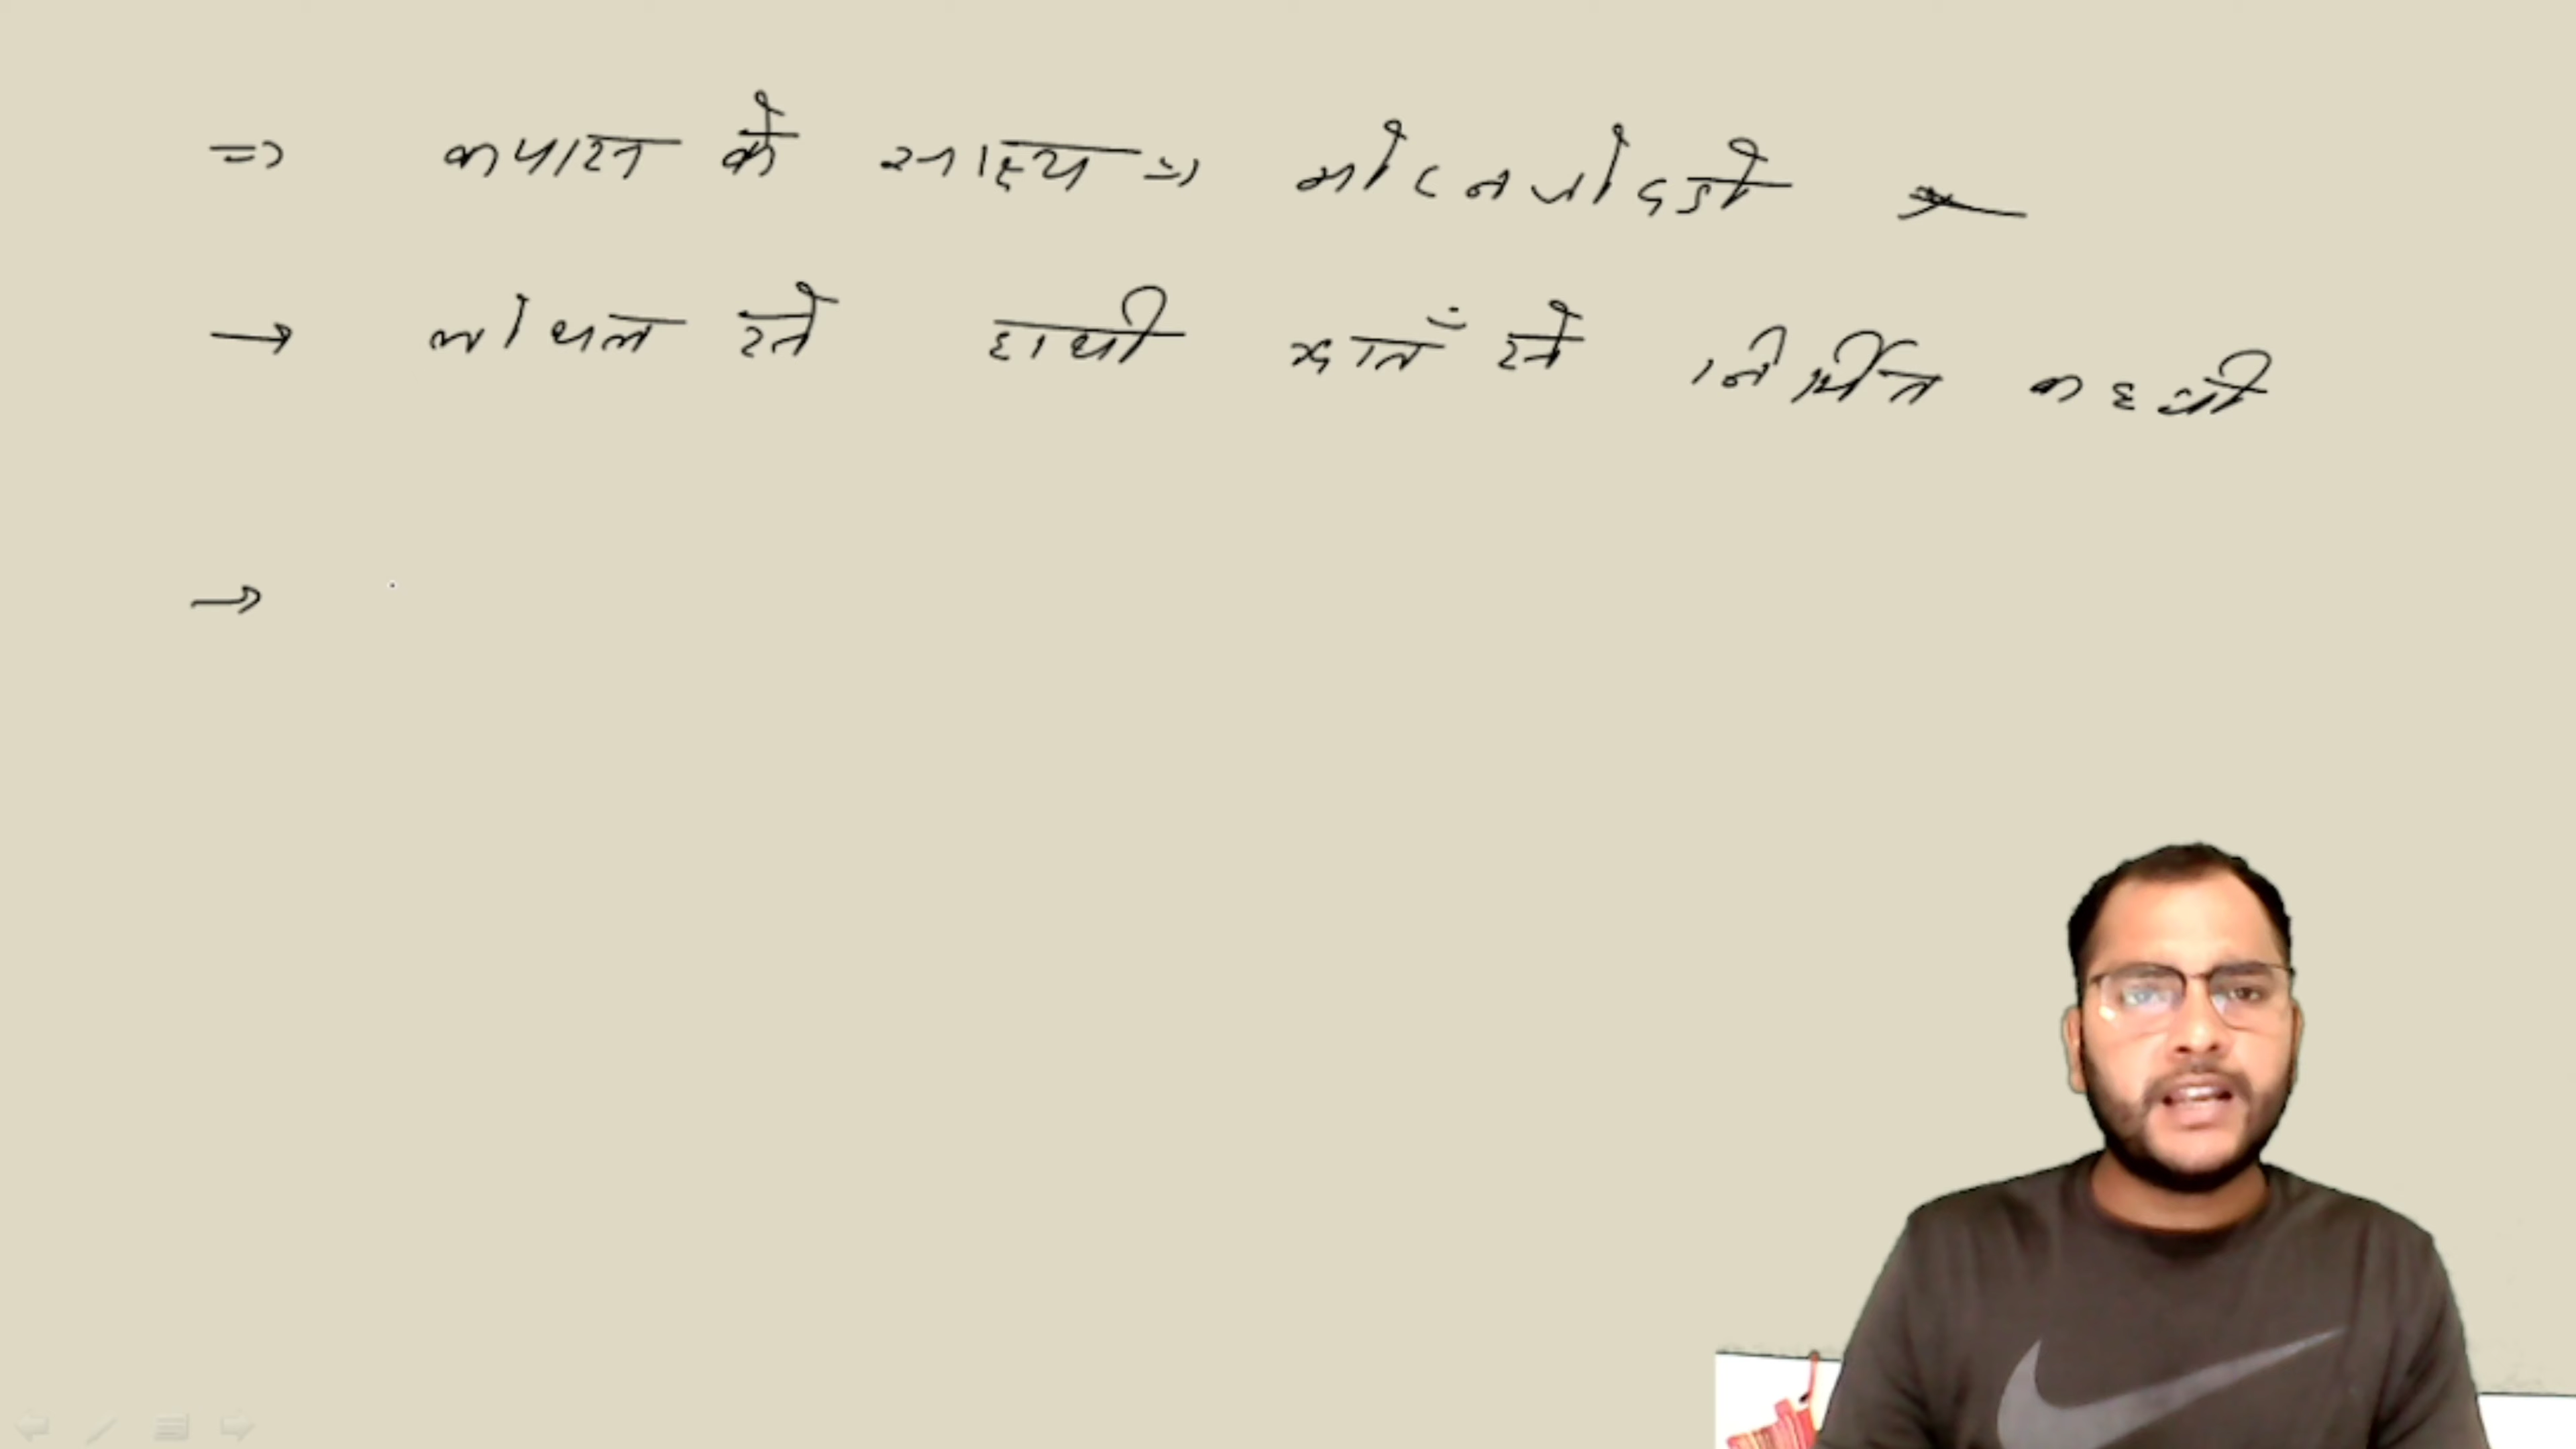 ⇒ कपास के साक्ष्य ⇒ मोहनजोदड़ो
→ लोथल से हाथी दांत से निर्मित कंघी
→